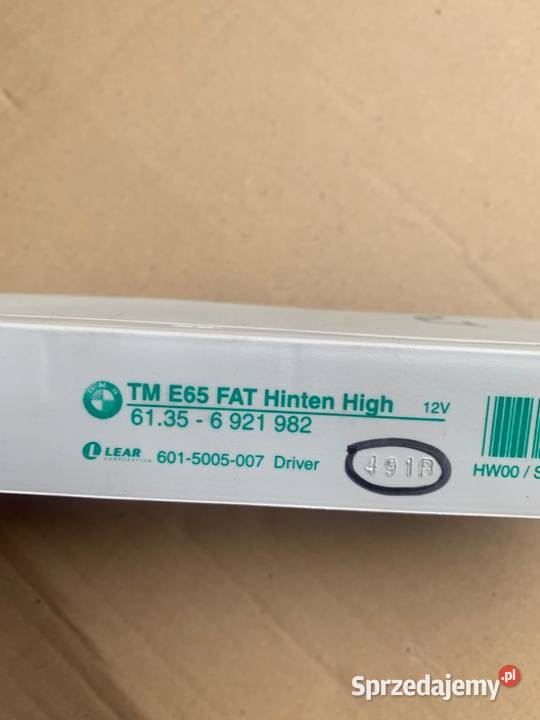 TM E65 FAT Hinten High 12V
61.35 - 6 921 982
LEAR
CORPORATION
601-5005-007 Driver
491R
HW00 / S
Sprzedajemy.pl